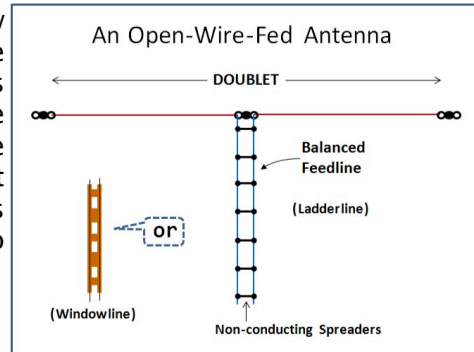 An Open-Wire-Fed Antenna
DOUBLET
Balanced
Feedline
(Ladderline)
or
(Windowline)
Non-conducting Spreaders